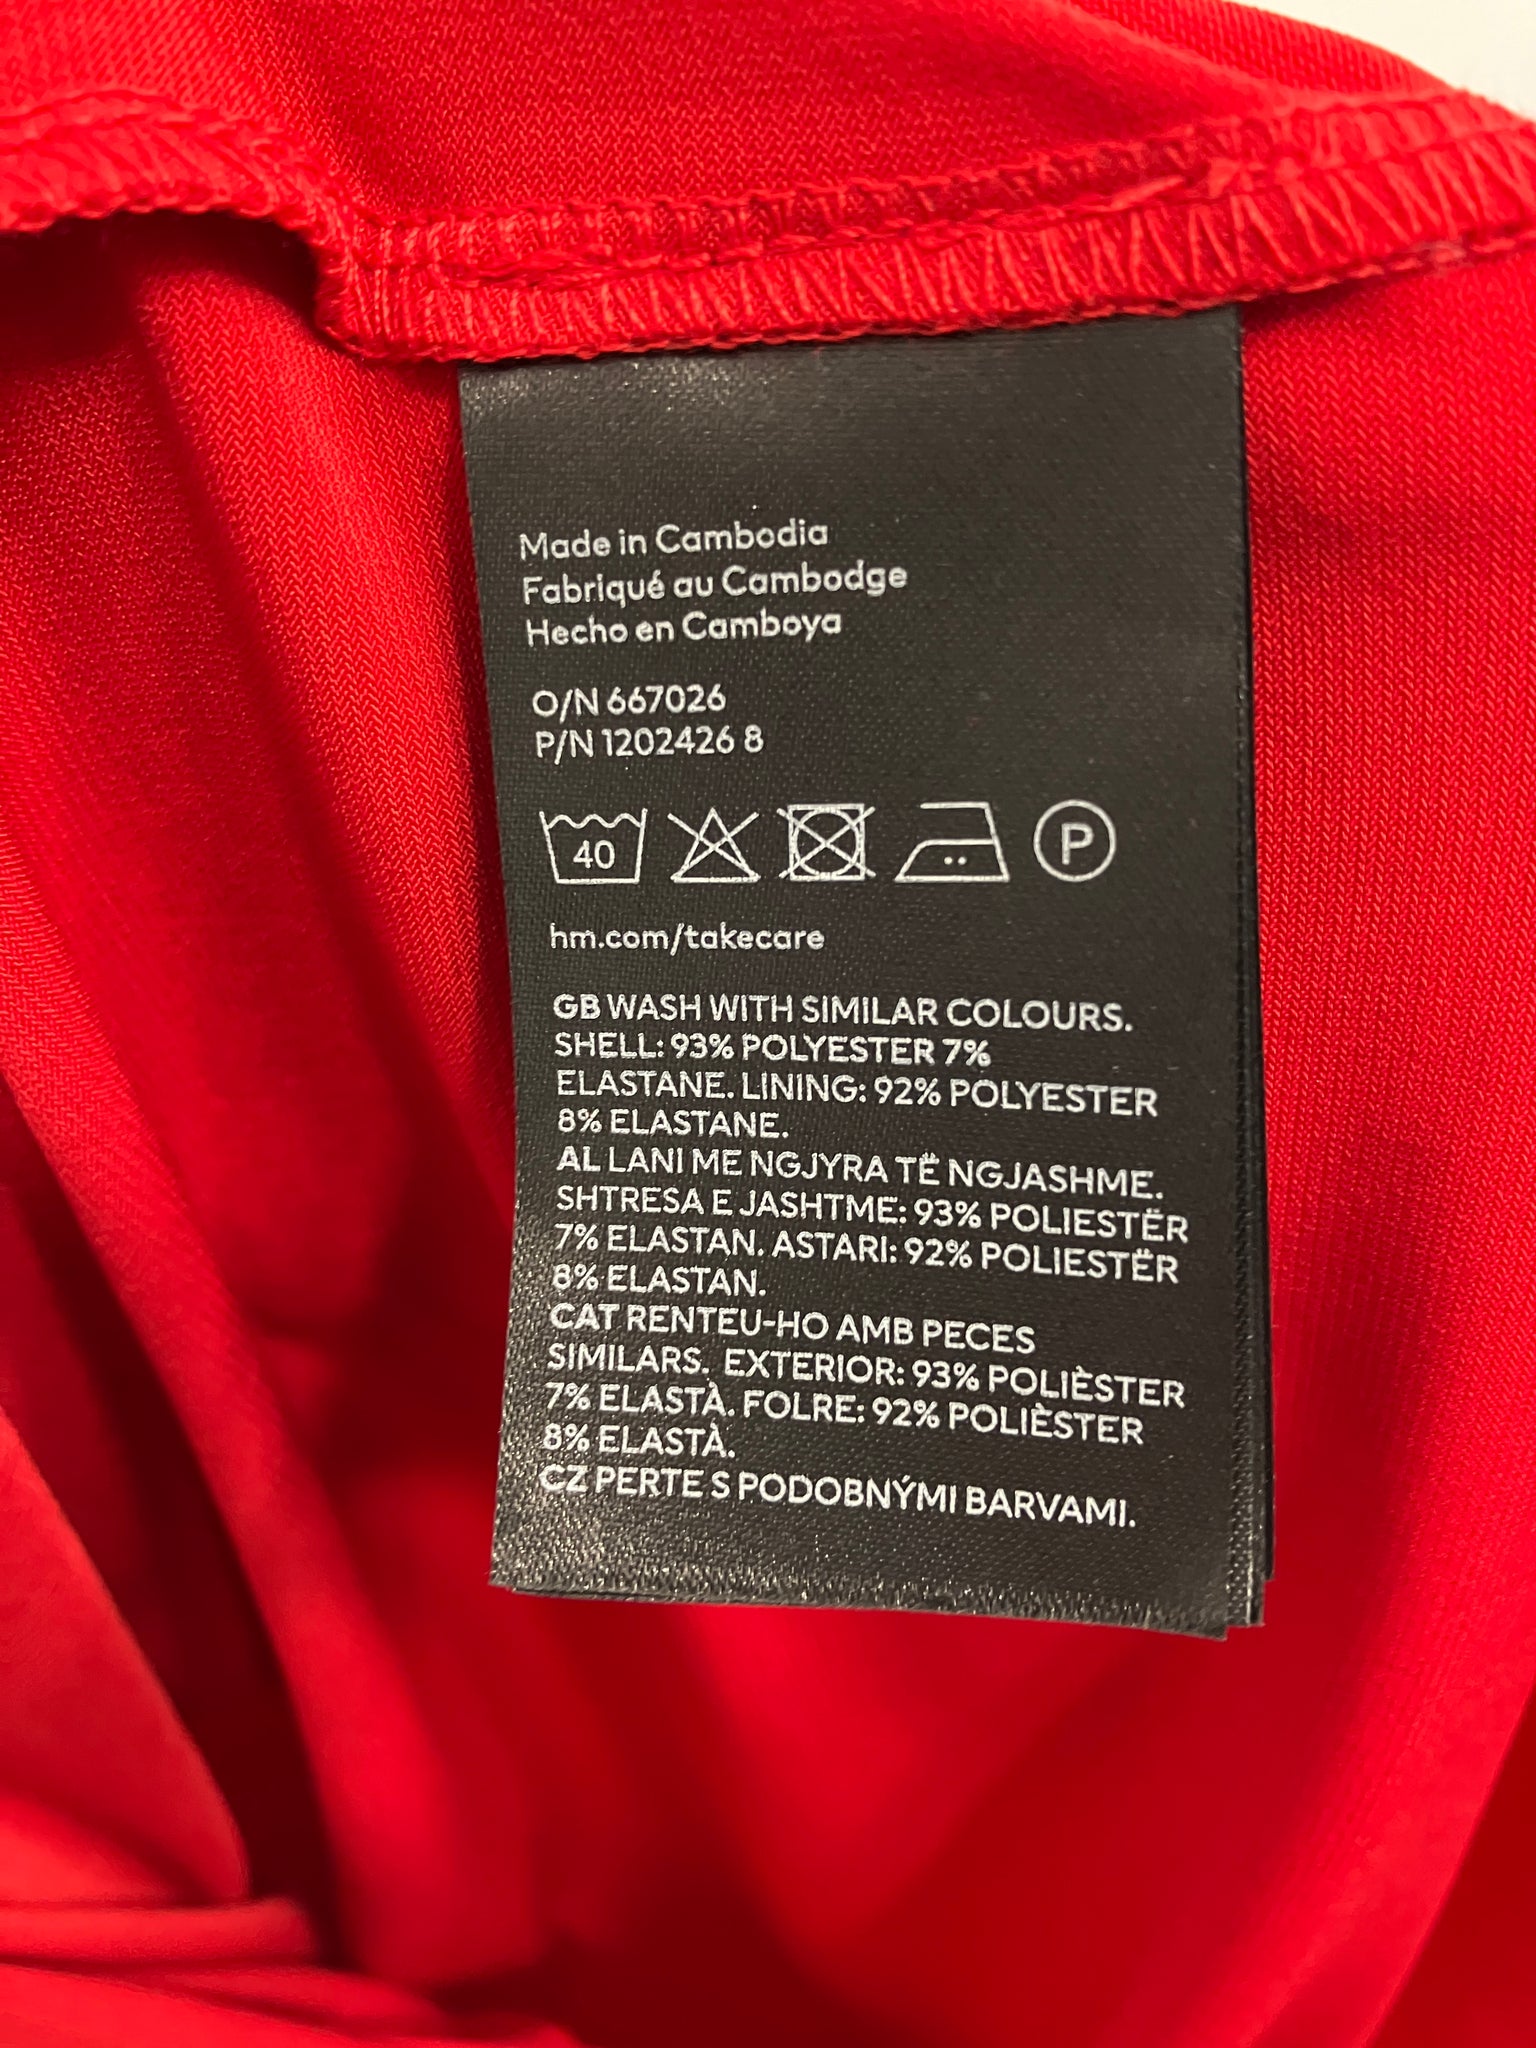 Made in Cambodia
Fabriqué au Cambodge
Hecho en Camboya
O/N 667026
P/N 1202426 8
40 P
hm.com/takecare
GB WASH WITH SIMILAR COLOURS.
SHELL: 93% POLYESTER 7%
ELASTANE. LINING: 92% POLYESTER
8% ELASTANE.
AL LANI ME NGJYRA TË NGJASHME.
SHTRESA E JASHTME: 93% POLIESTËR
7% ELASTAN. ASTARI: 92% POLIESTËR
8% ELASTAN.
CAT RENTEU-HO AMB PECES
SIMILARS. EXTERIOR: 93% POLIÈSTER
7% ELASTÀ. FOLRE: 92% POLIÈSTER
8% ELASTÀ.
CZ PERTE S PODOBNÝMI BARVAMI.